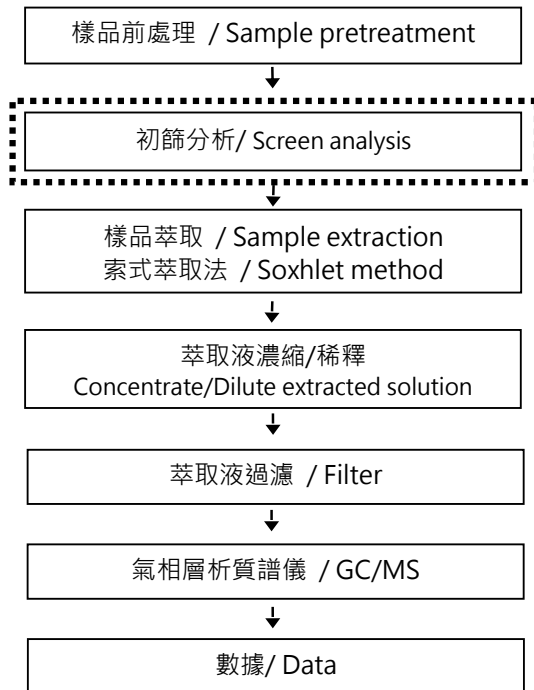 樣品前處理 / Sample pretreatment
初篩分析/ Screen analysis
樣品萃取 / Sample extraction
索式萃取法 / Soxhlet method
萃取液濃縮/稀釋
Concentrate/Dilute extracted solution
萃取液過濾 / Filter
氣相層析質譜儀 / GC/MS
數據/ Data